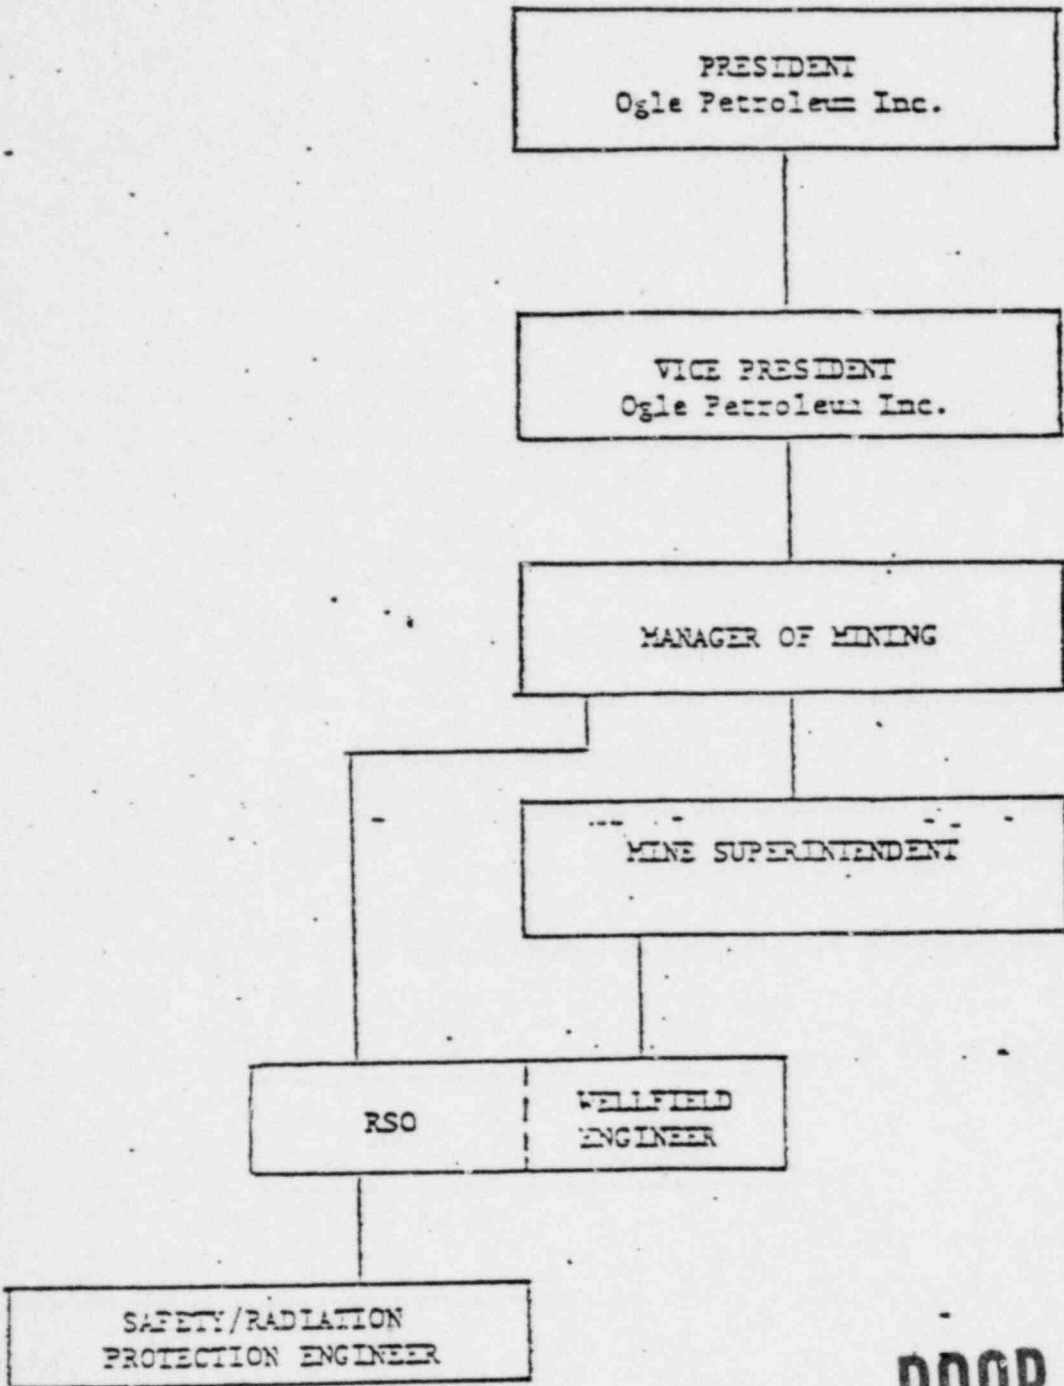 PRESIDENT
Ogle Petroleum Inc.
VICE PRESIDENT
Ogle Petroleum Inc.
MANAGER OF MINING
MINE SUPERINTENDENT
RSO
WELLFIELD
ENGINEER
SAFETY/RADIATION
PROTECTION ENGINEER